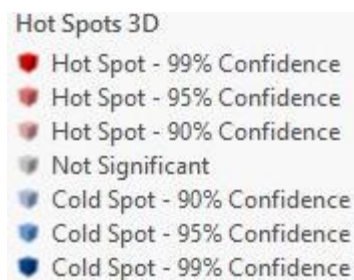 Hot Spots 3D
Hot Spot - 99% Confidence
Hot Spot - 95% Confidence
Hot Spot - 90% Confidence
Not Significant
Cold Spot - 90% Confidence
Cold Spot - 95% Confidence
Cold Spot - 99% Confidence